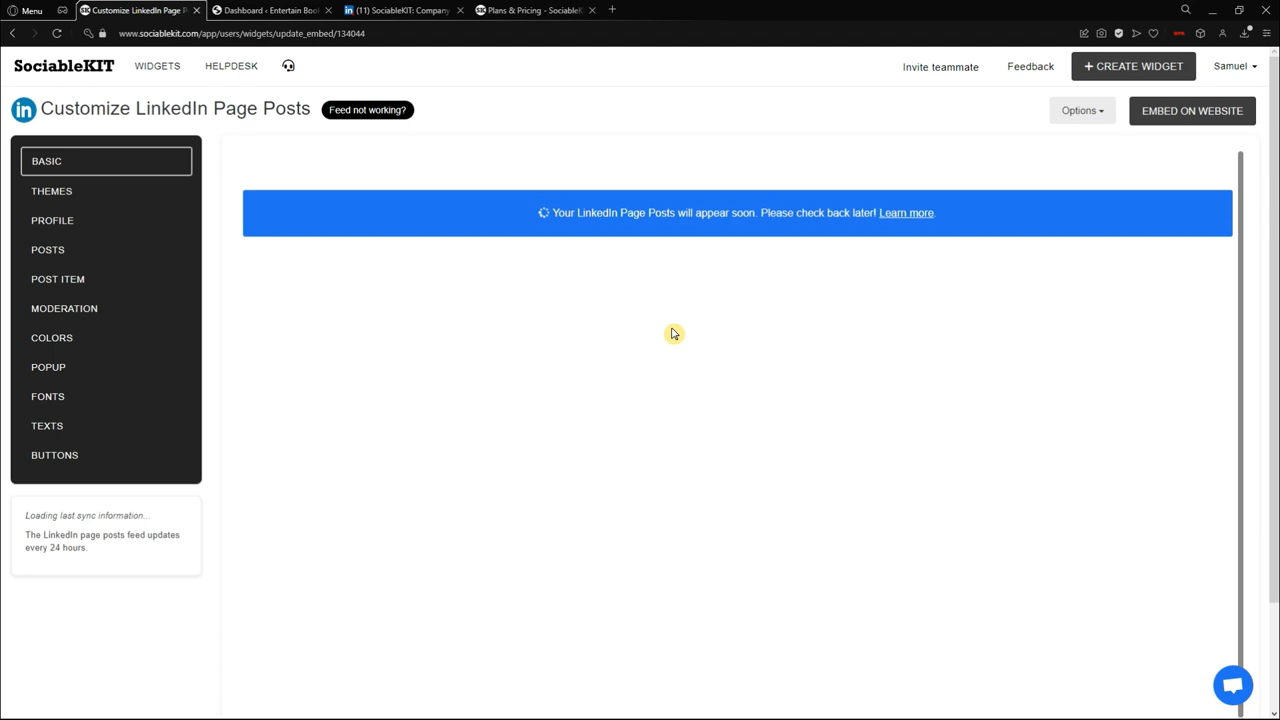 Menu
Customize LinkedIn Page P
Dashboard ‹ Entertain Boo
(11) SociableKIT: Company
Plans & Pricing - SociableK
www.sociablekit.com/app/users/widgets/update_embed/134044
SociableKIT
WIDGETS
HELPDESK
Invite teammate
Feedback
+ CREATE WIDGET
Samuel
in Customize LinkedIn Page Posts
Feed not working?
Options
EMBED ON WEBSITE
BASIC
THEMES
PROFILE
POSTS
POST ITEM
MODERATION
COLORS
POPUP
FONTS
TEXTS
BUTTONS
Your LinkedIn Page Posts will appear soon. Please check back later! Learn more.
Loading last sync information...
The LinkedIn page posts feed updates
every 24 hours.